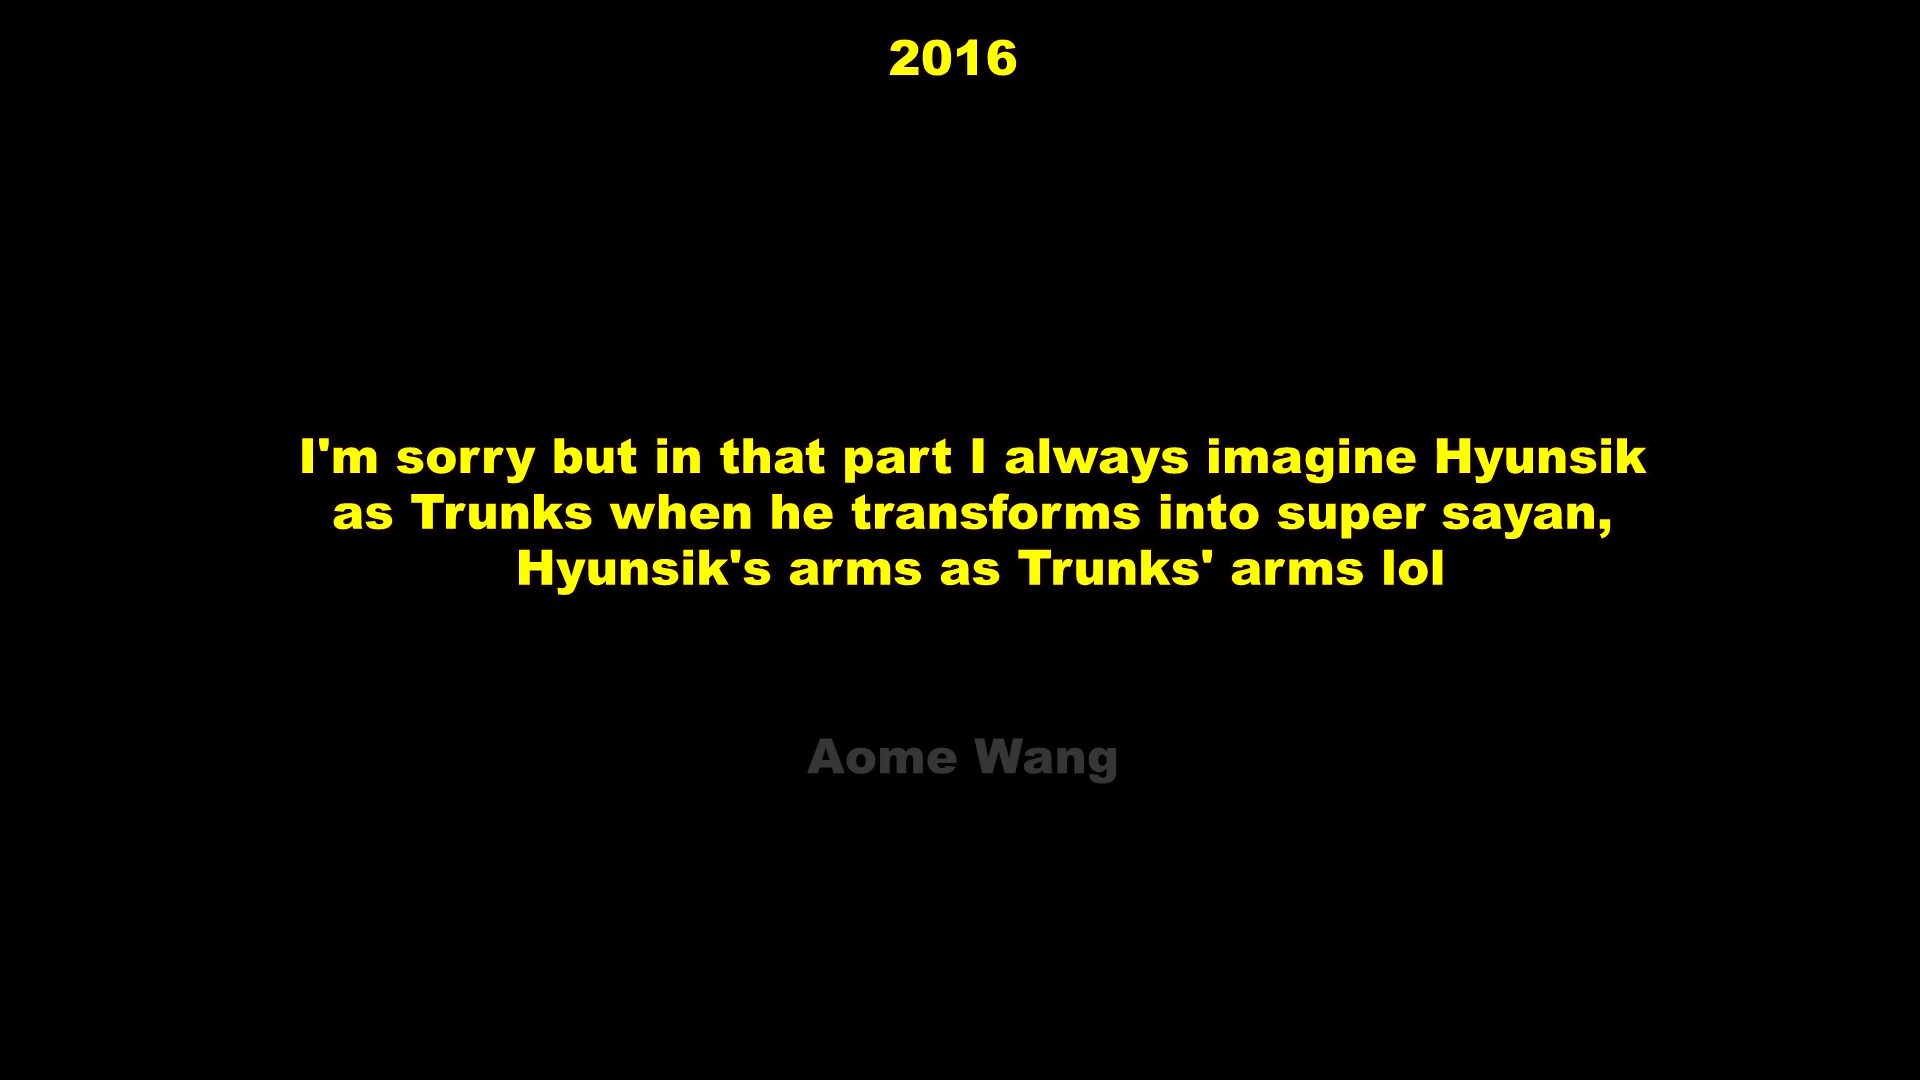 2016
I'm sorry but in that part I always imagine Hyunsik
as Trunks when he transforms into super sayan,
Hyunsik's arms as Trunks' arms lol
Aome Wang